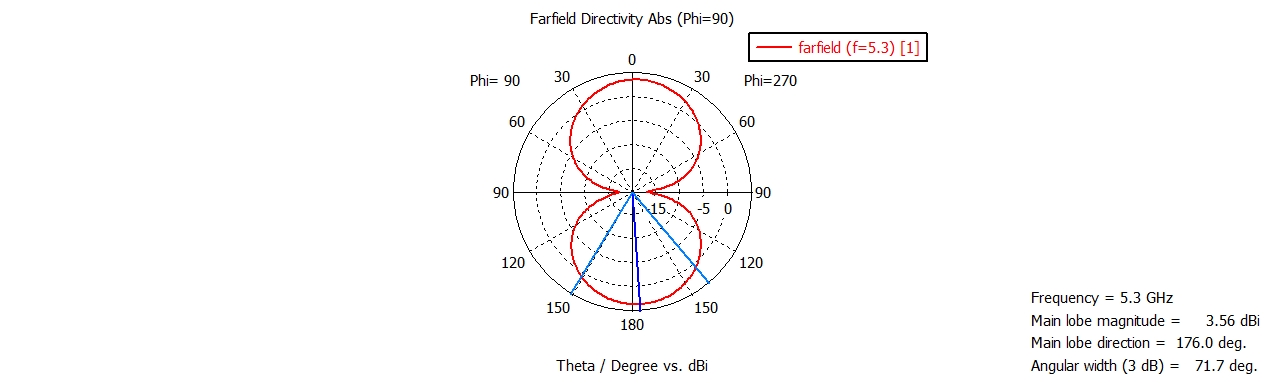 Farfield Directivity Abs (Phi=90)
farfield (f=5.3) [1]
0
Phi= 90 30 30 Phi=270
60 60
90 -15 -5 0 90
120 120
150 150
180
Theta / Degree vs. dBi
Frequency = 5.3 GHz
Main lobe magnitude = 3.56 dBi
Main lobe direction = 176.0 deg.
Angular width (3 dB) = 71.7 deg.